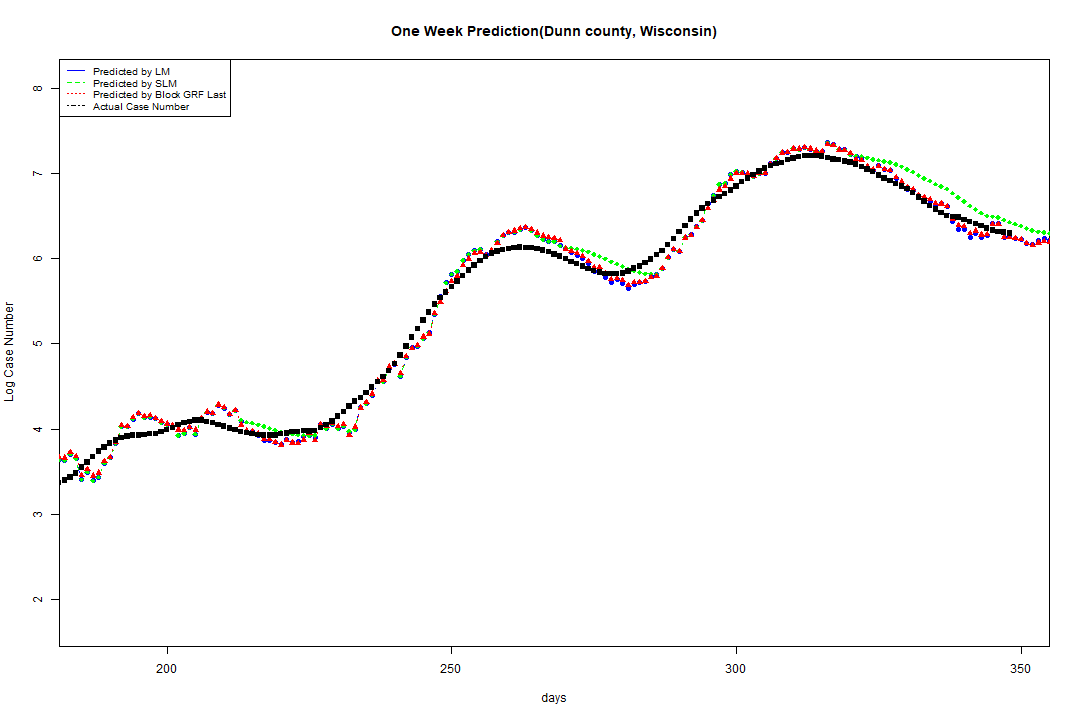 One Week Prediction(Dunn county, Wisconsin)
Predicted by LM
Predicted by SLM
Predicted by Block GRF Last
Actual Case Number
8
7
6
5
4
3
2
Log Case Number
200
250
300
350
days